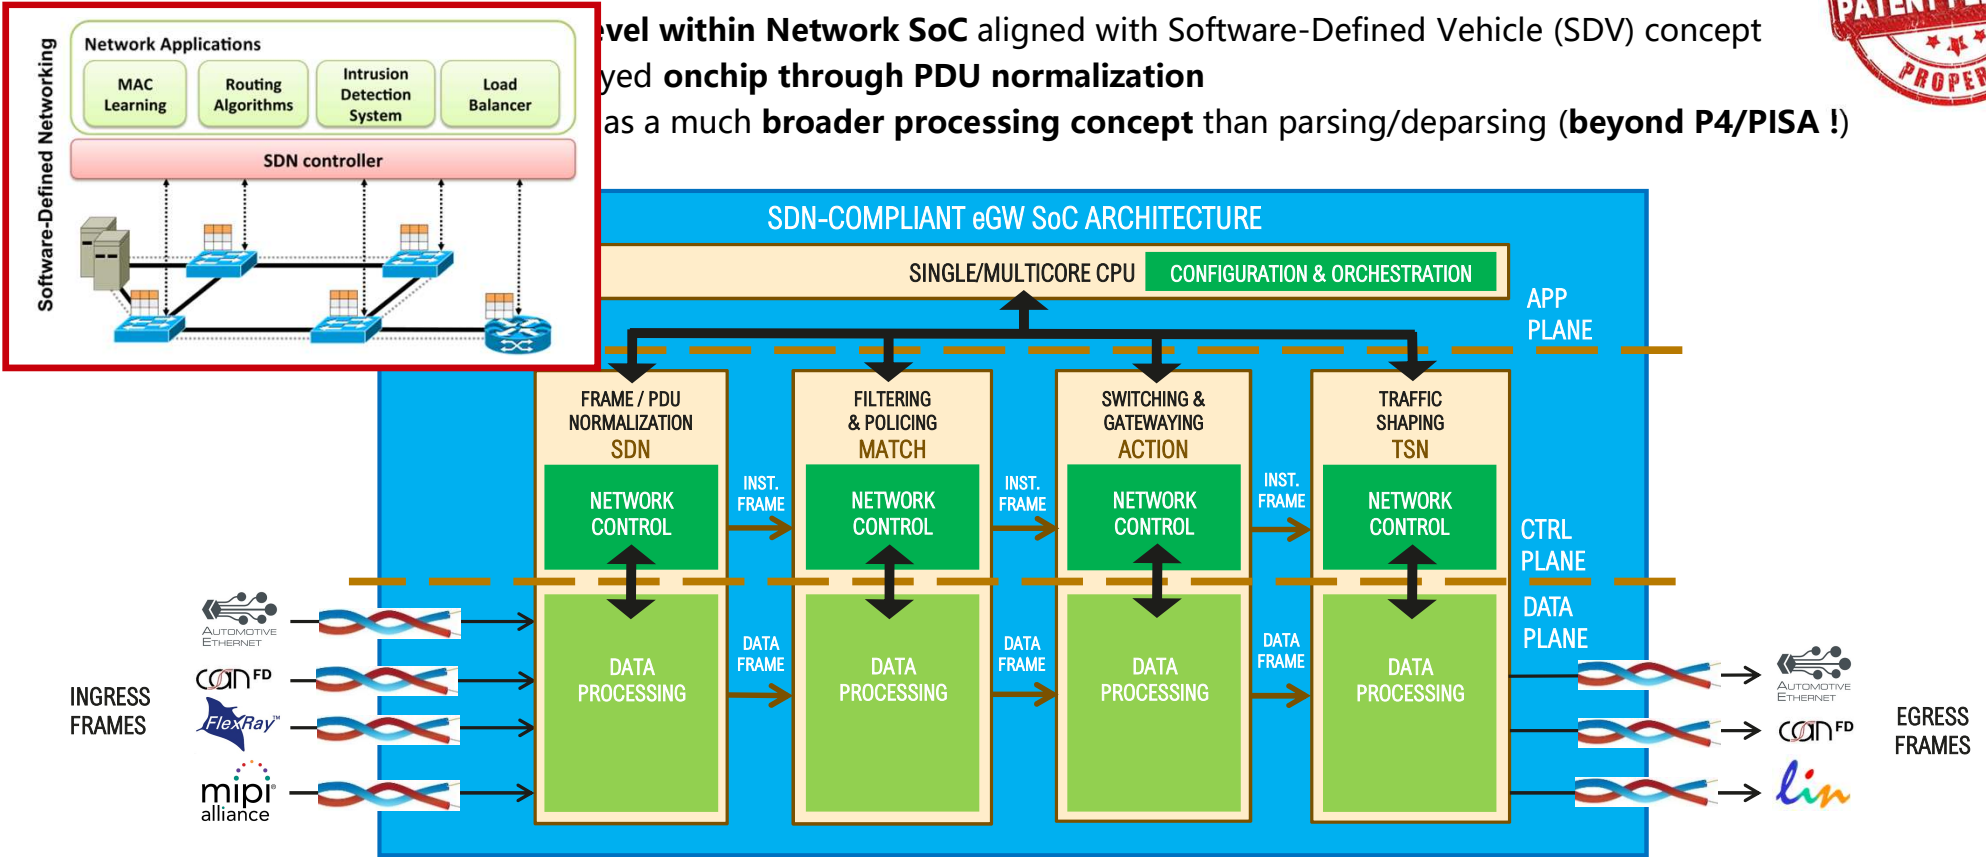 evel within Network SoC aligned with Software-Defined Vehicle (SDV) concept
yed onchip through PDU normalization
as a much broader processing concept than parsing/deparsing (beyond P4/PISA !)
PROPER
Software-Defined Networking
Network Applications
MAC
Learning
Routing
Algorithms
Intrusion
Detection
System
Load
Balancer
SDN controller
SDN-COMPLIANT eGW SoC ARCHITECTURE
SINGLE/MULTICORE CPU
CONFIGURATION & ORCHESTRATION
APP
PLANE
FRAME / PDU
NORMALIZATION
SDN
FILTERING
& POLICING
MATCH
SWITCHING &
GATEWAYING
ACTION
TRAFFIC
SHAPING
TSN
NETWORK
CONTROL
INST.
FRAME
NETWORK
CONTROL
INST.
FRAME
NETWORK
CONTROL
INST.
FRAME
NETWORK
CONTROL
CTRL
PLANE
DATA
PLANE
DATA
PROCESSING
DATA
FRAME
DATA
PROCESSING
DATA
FRAME
DATA
PROCESSING
DATA
FRAME
DATA
PROCESSING
INGRESS
FRAMES
AUTOMOTIVE
ETHERNET
CAN FD
FlexRay™
mipi®
alliance
AUTOMOTIVE
ETHERNET
CAN FD
lin
EGRESS
FRAMES